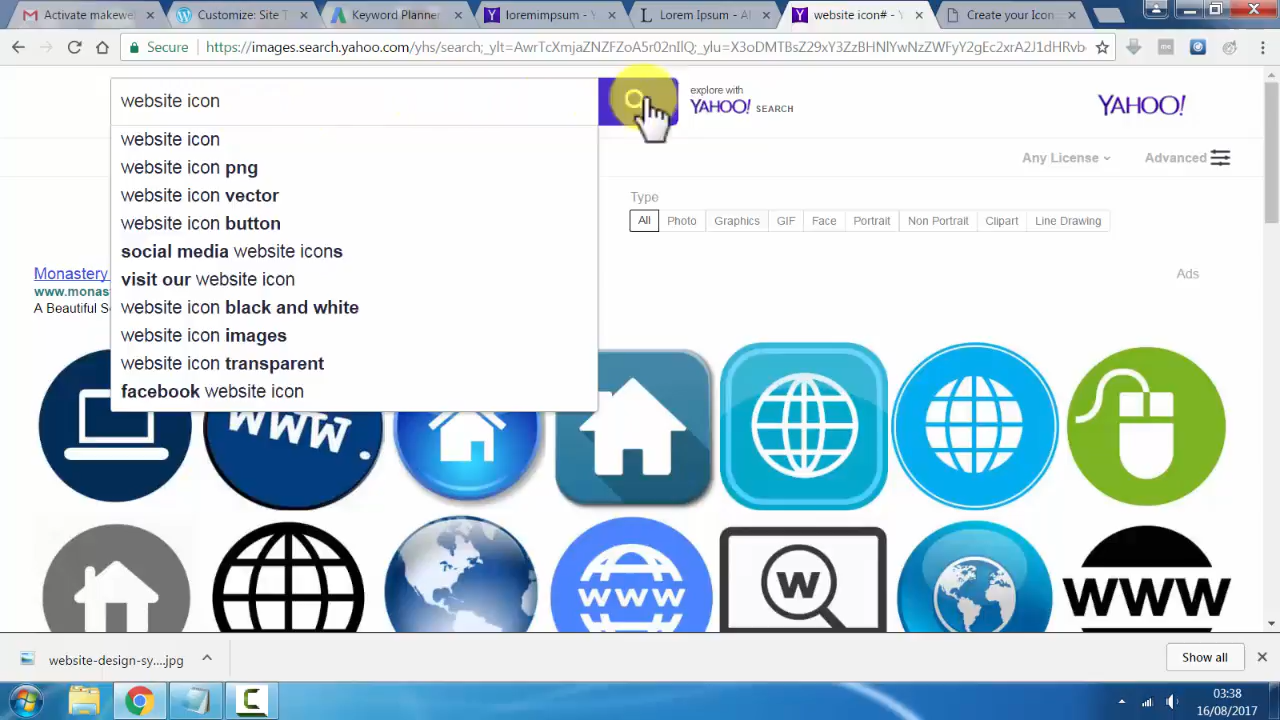 Activate makewe
Customize: Site T
Keyword Planner
Lorem Ipsum - Al
website icon# - Y
Create your Icon
Secure
https://images.search.yahoo.com/yhs/search;_ylt=AwrTcXmjaZNZFZoA5r02nIlQ;_ylu=X3oDMTBsZ29xY3ZzBHNlYwNzZWFyY2gEc2xrA2J1dHRvb
website icon
explore with
YAHOO! SEARCH
YAHOO!
website icon
website icon png
website icon vector
website icon button
social media website icons
visit our website icon
website icon black and white
website icon images
website icon transparent
facebook website icon
Any License
Advanced
Type
All
Photo
Graphics
GIF
Face
Portrait
Non Portrait
Clipart
Line Drawing
Monastery
www.monas
A Beautiful S
Ads
www.
www
W
WWW
website-design-sy....jpg
Show all
03:38
16/08/2017